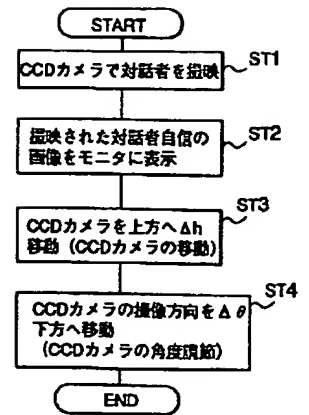 START
CCDカメラで対話者を撮映
ST1
撮映された対話者自信の
画像をモニタに表示
ST2
CCDカメラを上方へΔh
移動（CCDカメラの移動）
ST3
CCDカメラの撮像方向をΔθ
下方へ移動
（CCDカメラの角度調節）
ST4
END